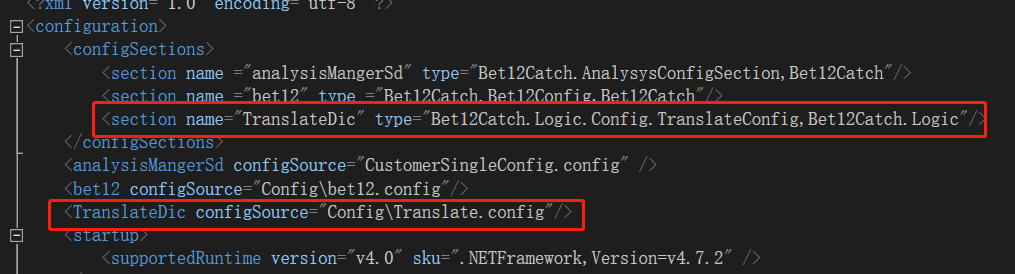 <?xml version="1.0" encoding="utf-8" ?>
<configuration>
<configSections>
<section name ="analysisMangerSd" type="Bet12Catch.AnalysysConfigSection,Bet12Catch"/>
<section name ="bet12" type ="Bet12Catch.Bet12Config,Bet12Catch"/>
<section name="TranslateDic" type="Bet12Catch.Logic.Config.TranslateConfig,Bet12Catch.Logic"/>
</configSections>
<analysisMangerSd configSource="CustomerSingleConfig.config" />
<bet12 configSource="Config\bet12.config"/>
<TranslateDic configSource="Config\Translate.config"/>
<startup>
<supportedRuntime version="v4.0" sku=".NETFramework,Version=v4.7.2" />